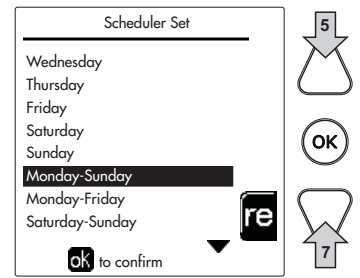 Scheduler Set
Wednesday
Thursday
Friday
Saturday
Sunday
Monday-Sunday
Monday-Friday
Saturday-Sunday
re
ok to confirm
5
OK
7